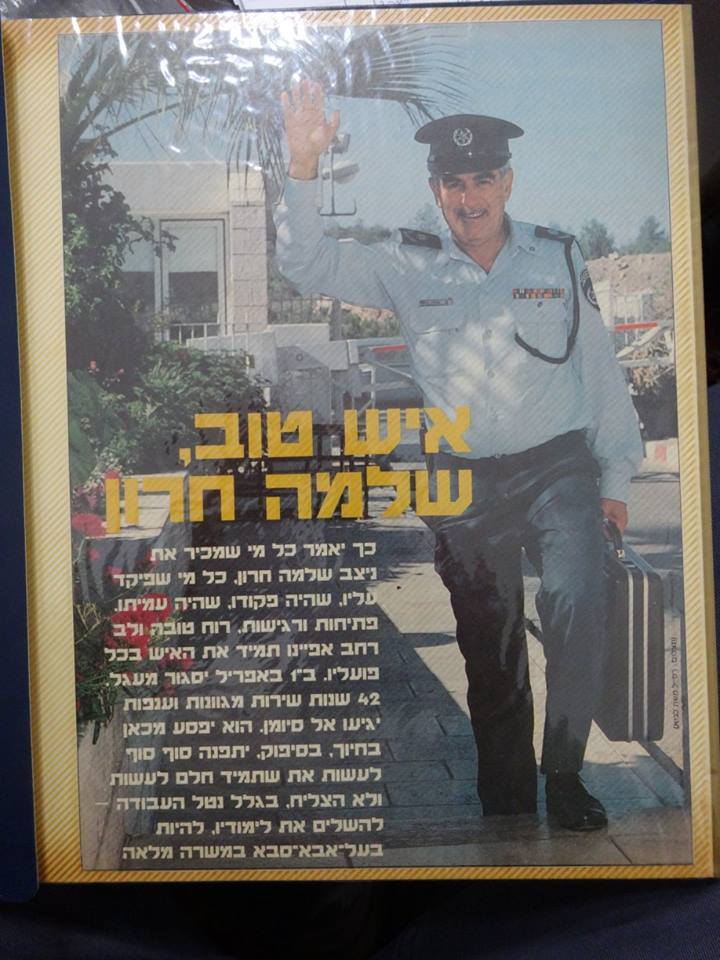 איש טוב,
שלמה חרון
כך יאמר כל מי שמכיר את
ניצב שלמה חרון, כל מי שפיקד
עליו, שהיה פקודו, שהיה עמיתו.
פתיחות ורגישות, רוח טובה ולב
רחב אפיינו תמיד את האיש בכל
פועליו. ב־1 באפריל יסגור מעגל
42 שנות שירות מגוונות וענפות
יגיעו אל סיומן. הוא יפסע מכאן
בחיוך, בסיפוק, יתפנה סוף סוף
לעשות את שתמיד חלם לעשות
ולא הצליח, בגלל נטל העבודה –
להשלים את לימודיו, להיות
בעל־אבא־סבא במשרה מלאה